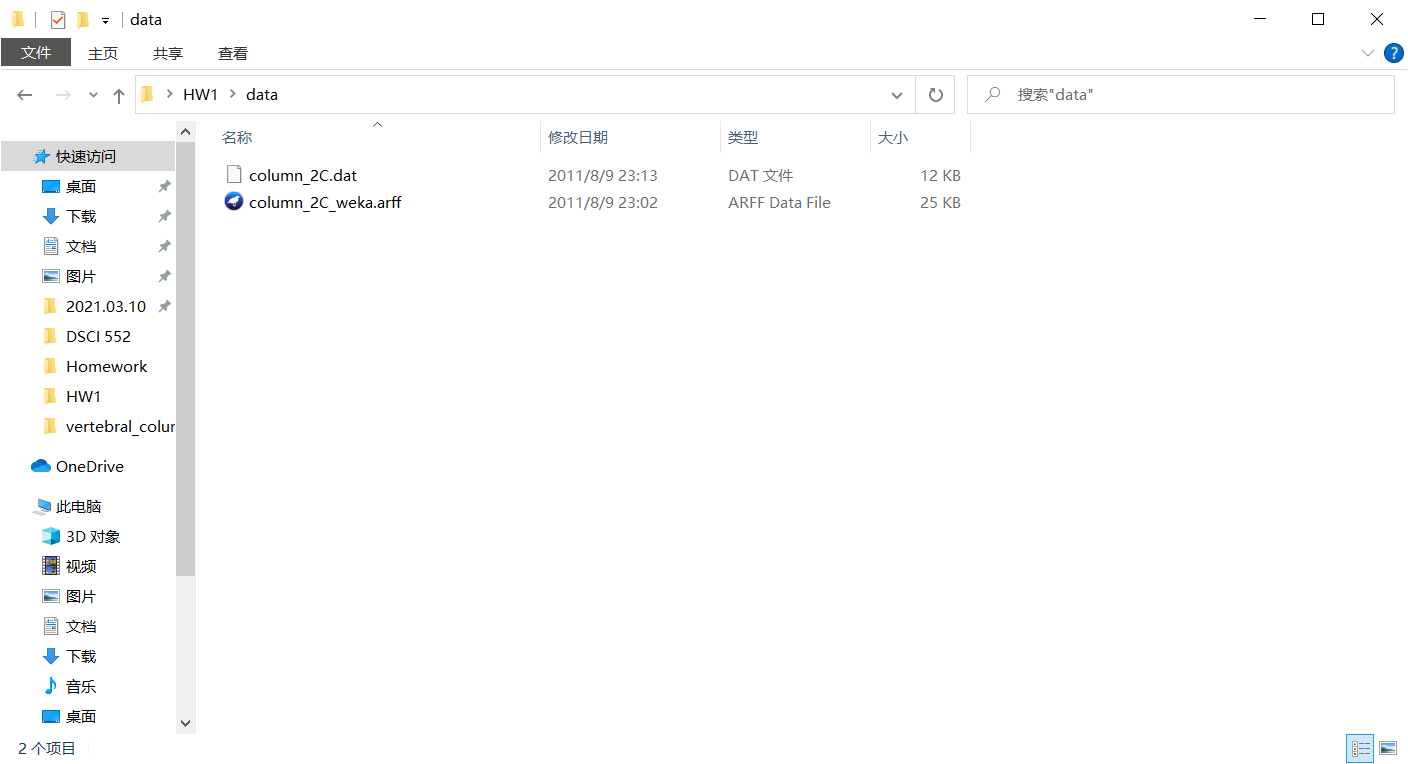 data
文件 主页 共享 查看
HW1 data 搜索"data"
名称 修改日期 类型 大小
column_2C.dat 2011/8/9 23:13 DAT 文件 12 KB
column_2C_weka.arff 2011/8/9 23:02 ARFF Data File 25 KB
快速访问
桌面
下载
文档
图片
2021.03.10
DSCI 552
Homework
HW1
vertebral_colur
OneDrive
此电脑
3D 对象
视频
图片
文档
下载
音乐
桌面
2 个项目